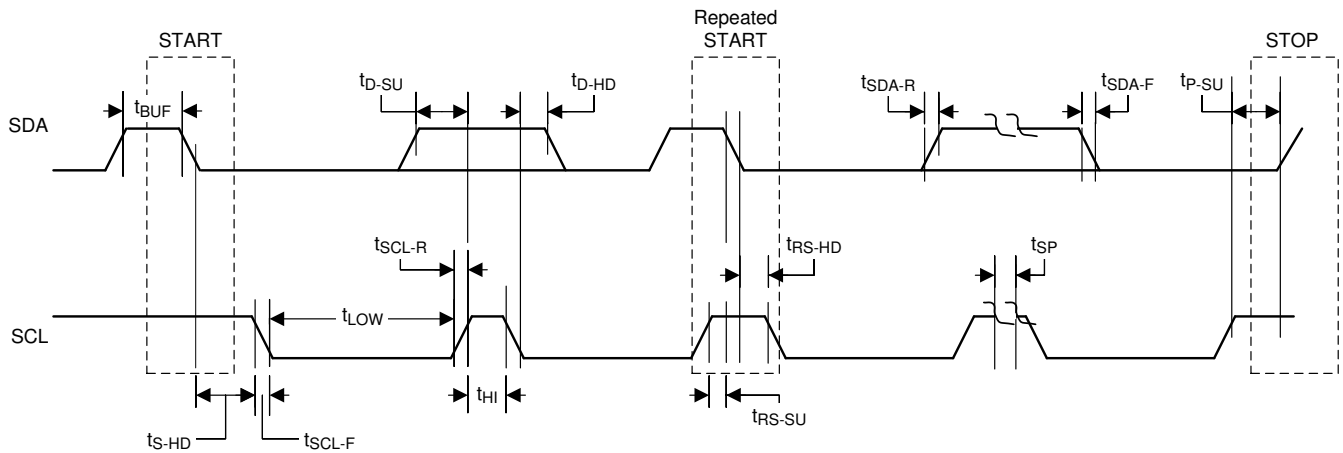 Repeated
START START STOP
tD-SU tD-HD tSDA-R tSDA-F tP-SU
tBUF
SDA
tSCL-R tRS-HD tSP
tLOW
SCL
tHI
tRS-SU
tS-HD tSCL-F